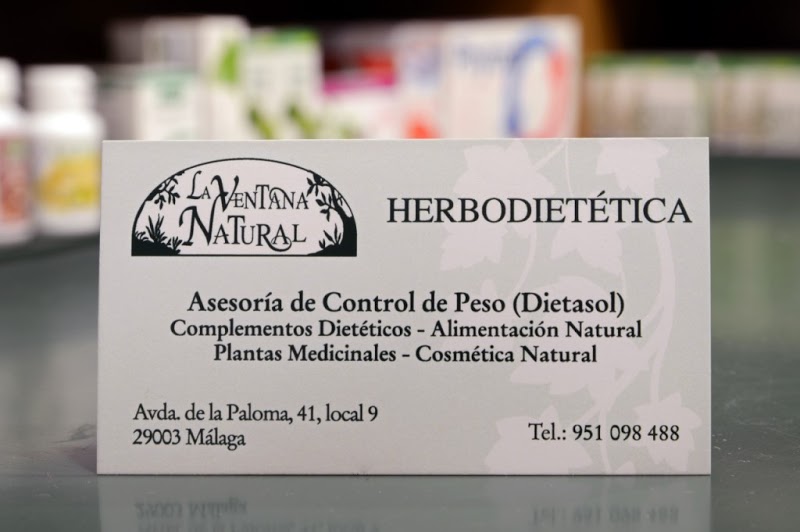 La Ventana
Natural
HERBODIETÉTICA
Asesoría de Control de Peso (Dietasol)
Complementos Dietéticos - Alimentación Natural
Plantas Medicinales - Cosmética Natural
Avda. de la Paloma, 41, local 9
29003 Málaga
Tel.: 951 098 488